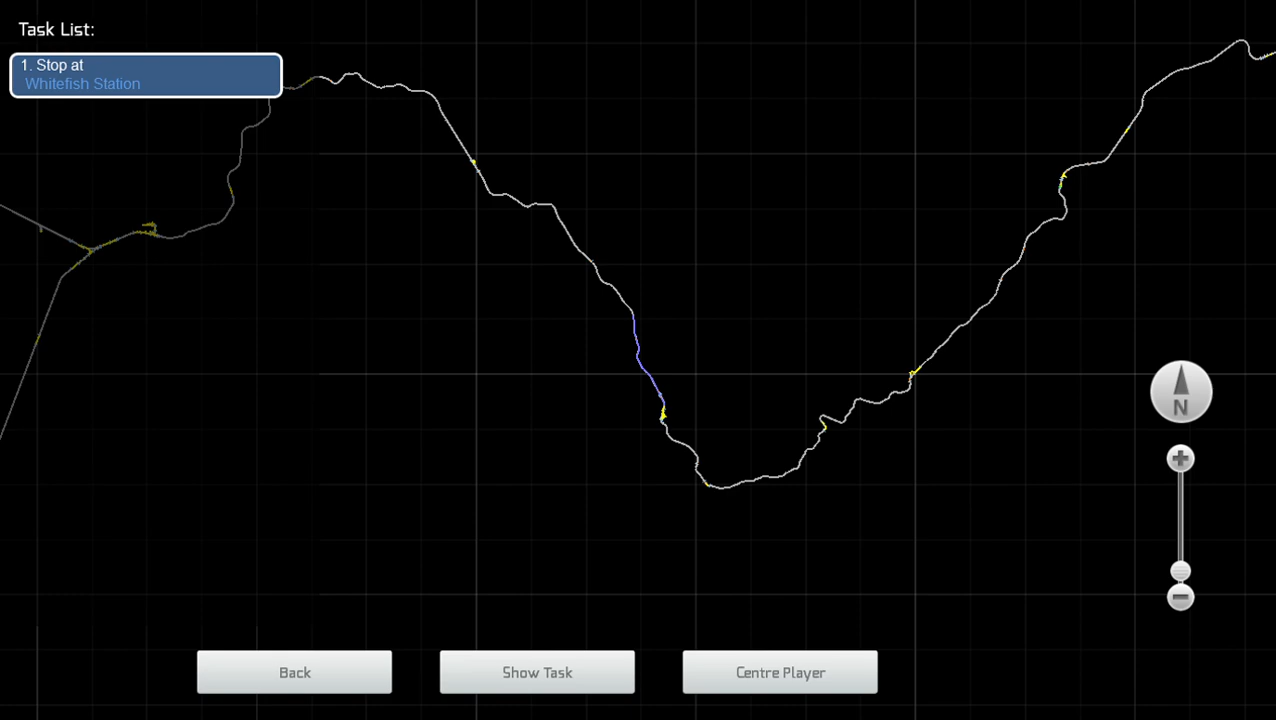 Task List:
1. Stop at
Whitefish Station
N
Back
Show Task
Centre Player